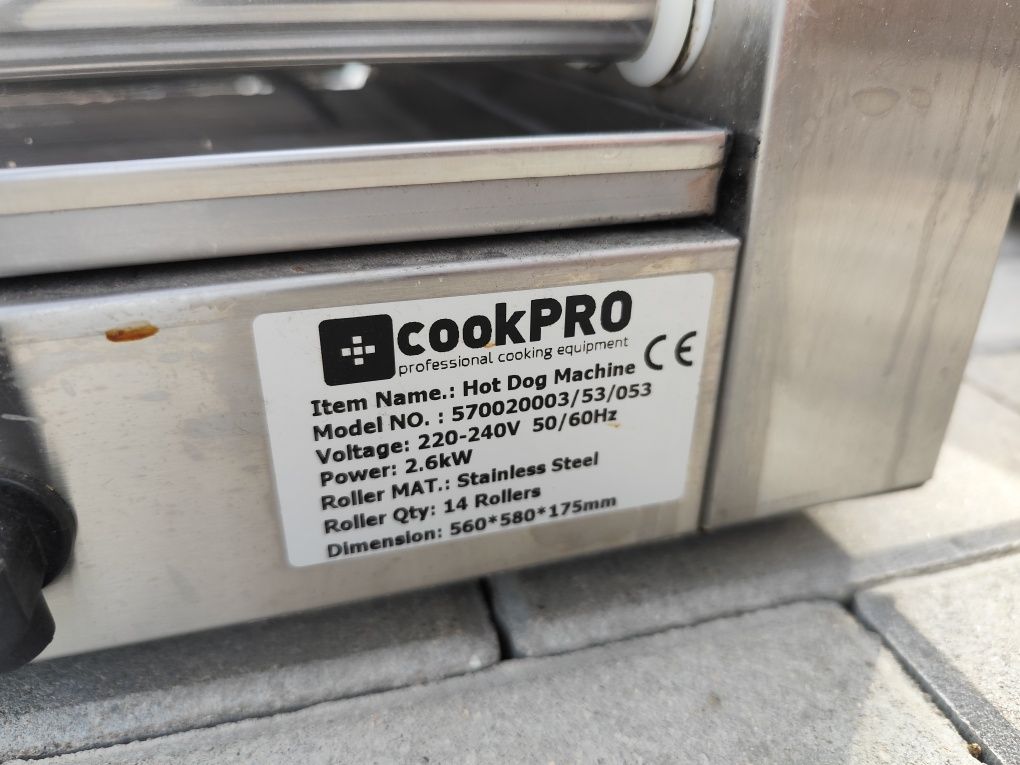 cookPRO
professional cooking equipment
CE
Item Name.: Hot Dog Machine
Model NO. : 570020003/53/053
Voltage: 220-240V 50/60Hz
Power: 2.6kW
Roller MAT.: Stainless Steel
Roller Qty: 14 Rollers
Dimension: 560*580*175mm